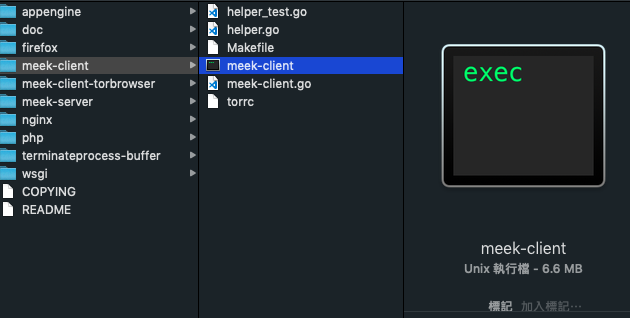 appengine
doc
firefox
meek-client
meek-client-torbrowser
meek-server
nginx
php
terminateprocess-buffer
wsgi
COPYING
README
helper_test.go
helper.go
Makefile
meek-client
meek-client.go
torrc
exec
meek-client
Unix 執行檔 - 6.6 MB
標記 加入標記…